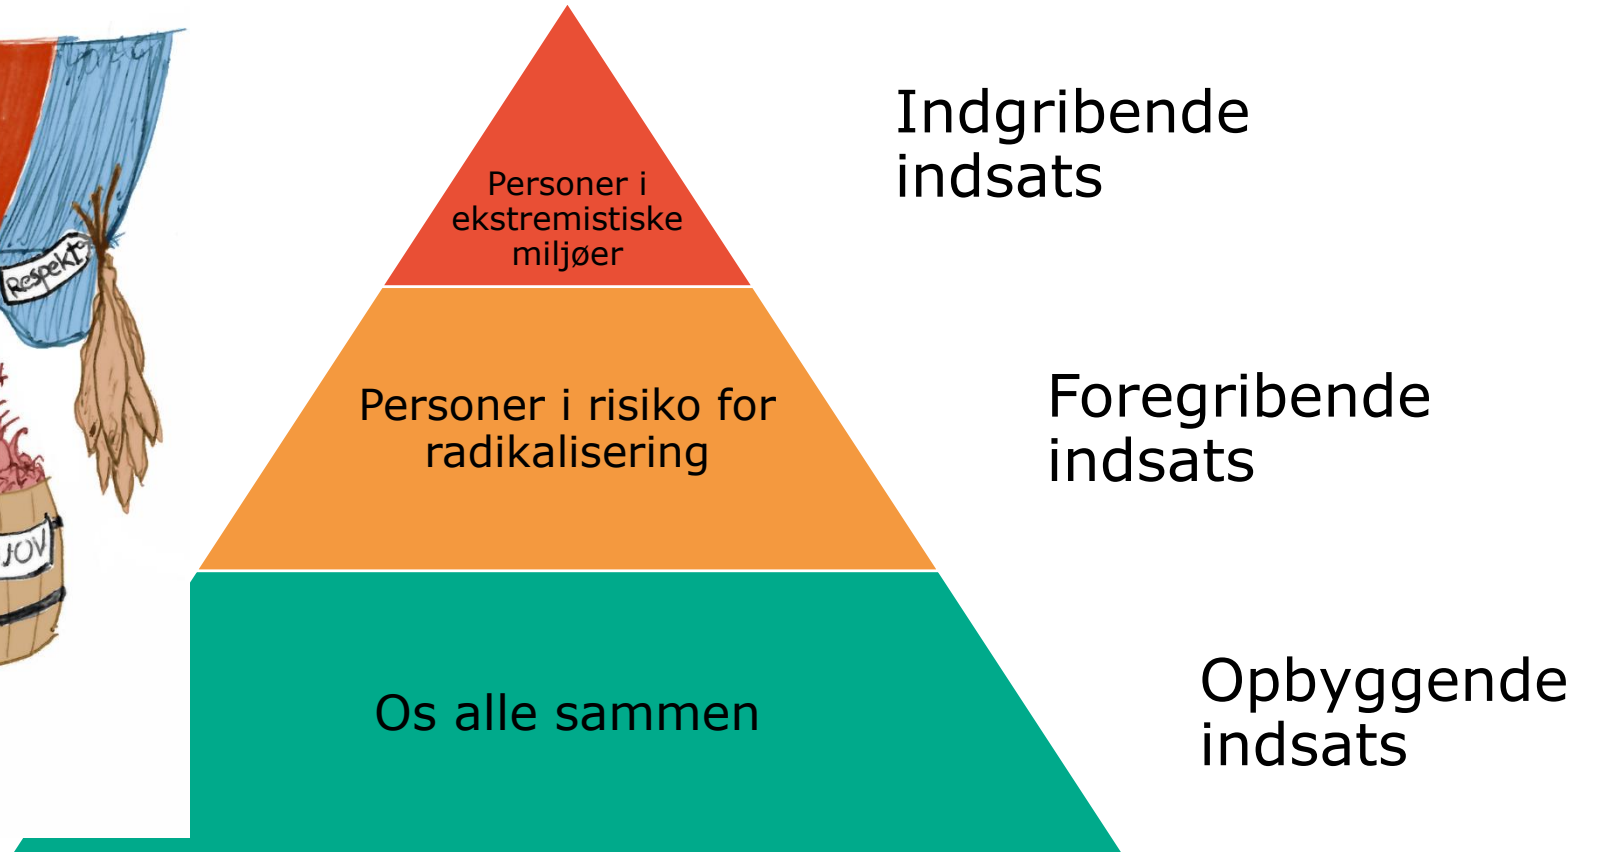 Respekt
JOV
Personer i
ekstremistiske
miljøer
Indgribende
indsats
Personer i risiko for
radikalisering
Foregribende
indsats
Os alle sammen
Opbyggende
indsats